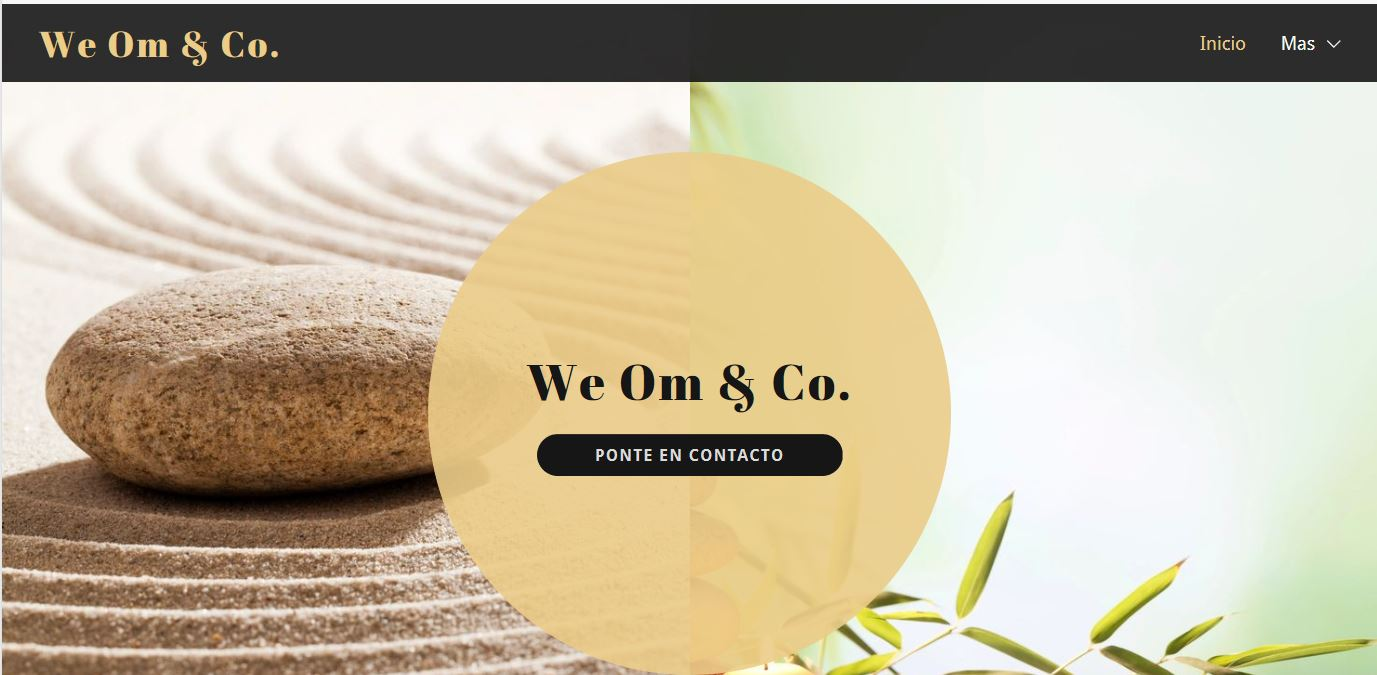 We Om & Co.
Inicio Mas
We Om & Co.
PONTE EN CONTACTO